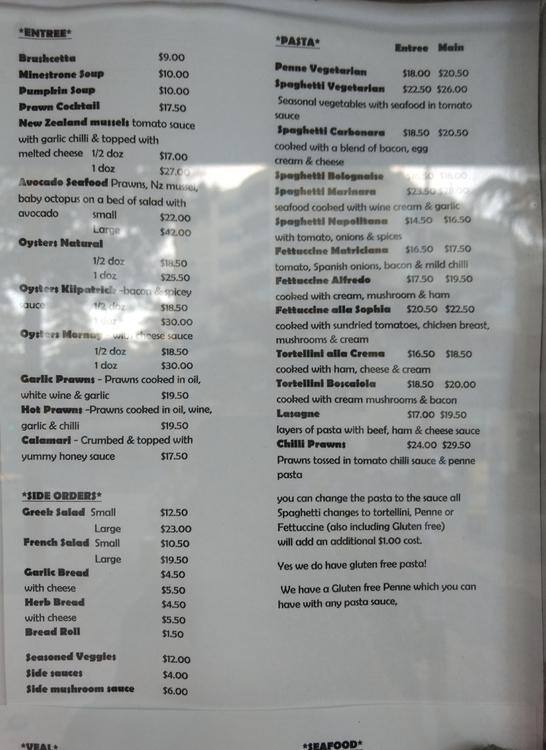 *ENTREE*
Brushcetta $9.00
Minestrone Soup $10.00
Pumpkin Soup $10.00
Prawn Cocktail $17.50
New Zealand mussels tomato sauce
with garlic chilli & topped with
melted cheese 1/2 doz $17.00
1 doz $27.00
Avocado Seafood Prawns, Nz mussel,
baby octopus on a bed of salad with
avocado small $22.00
Large $42.00
Oysters Natural
1/2 doz $18.50
1 doz $25.50
Oysters Kilpatrick -bacon & spicey
sauce 1/2 doz $18.50
1 doz $30.00
Oysters Mornay - with cheese sauce
1/2 doz $18.50
1 doz $30.00
Garlic Prawns - Prawns cooked in oil,
white wine & garlic $19.50
Hot Prawns -Prawns cooked in oil, wine,
garlic & chilli $19.50
Calamari - Crumbed & topped with
yummy honey sauce $17.50
*SIDE ORDERS*
Greek Salad Small $12.50
Large $23.00
French Salad Small $10.50
Large $19.50
Garlic Bread $4.50
with cheese $5.50
Herb Bread $4.50
with cheese $5.50
Bread Roll $1.50
Seasoned Veggies $12.00
Side sauces $4.00
Side mushroom sauce $6.00
*VEAL*
*PASTA* Entree Main
Penne Vegetarian $18.00 $20.50
Spaghetti Vegetarian $22.50 $26.00
Seasonal vegetables with seafood in tomato
sauce
Spaghetti Carbonara $18.50 $20.50
cooked with a blend of bacon, egg
cream & cheese
Spaghetti Bolognaise
Spaghetti Marinara $23.50
seafood cooked with wine cream & garlic
Spaghetti Napolitana $14.50 $16.50
with tomato, onions & spices
Fettuccine Matriciana $16.50 $17.50
tomato, Spanish onions, bacon & mild chilli
Fettuccine Alfredo $17.50 $19.50
cooked with cream, mushroom & ham
Fettuccine alla Sophia $20.50 $22.50
cooked with sundried tomatoes, chicken breast,
mushrooms & cream
Tortellini alla Crema $16.50 $18.50
cooked with ham, cheese & cream
Tortellini Boscaiola $18.50 $20.00
cooked with cream mushrooms & bacon
Lasagne $17.00 $19.50
layers of pasta with beef, ham & cheese sauce
Chilli Prawns $24.00 $29.50
Prawns tossed in tomato chilli sauce & penne
pasta
you can change the pasta to the sauce all
Spaghetti changes to tortellini, Penne or
Fettuccine (also including Gluten free)
will add an additional $1.00 cost.
Yes we do have gluten free pasta!
We have a Gluten free Penne which you can
have with any pasta sauce,
*SEAFOOD*